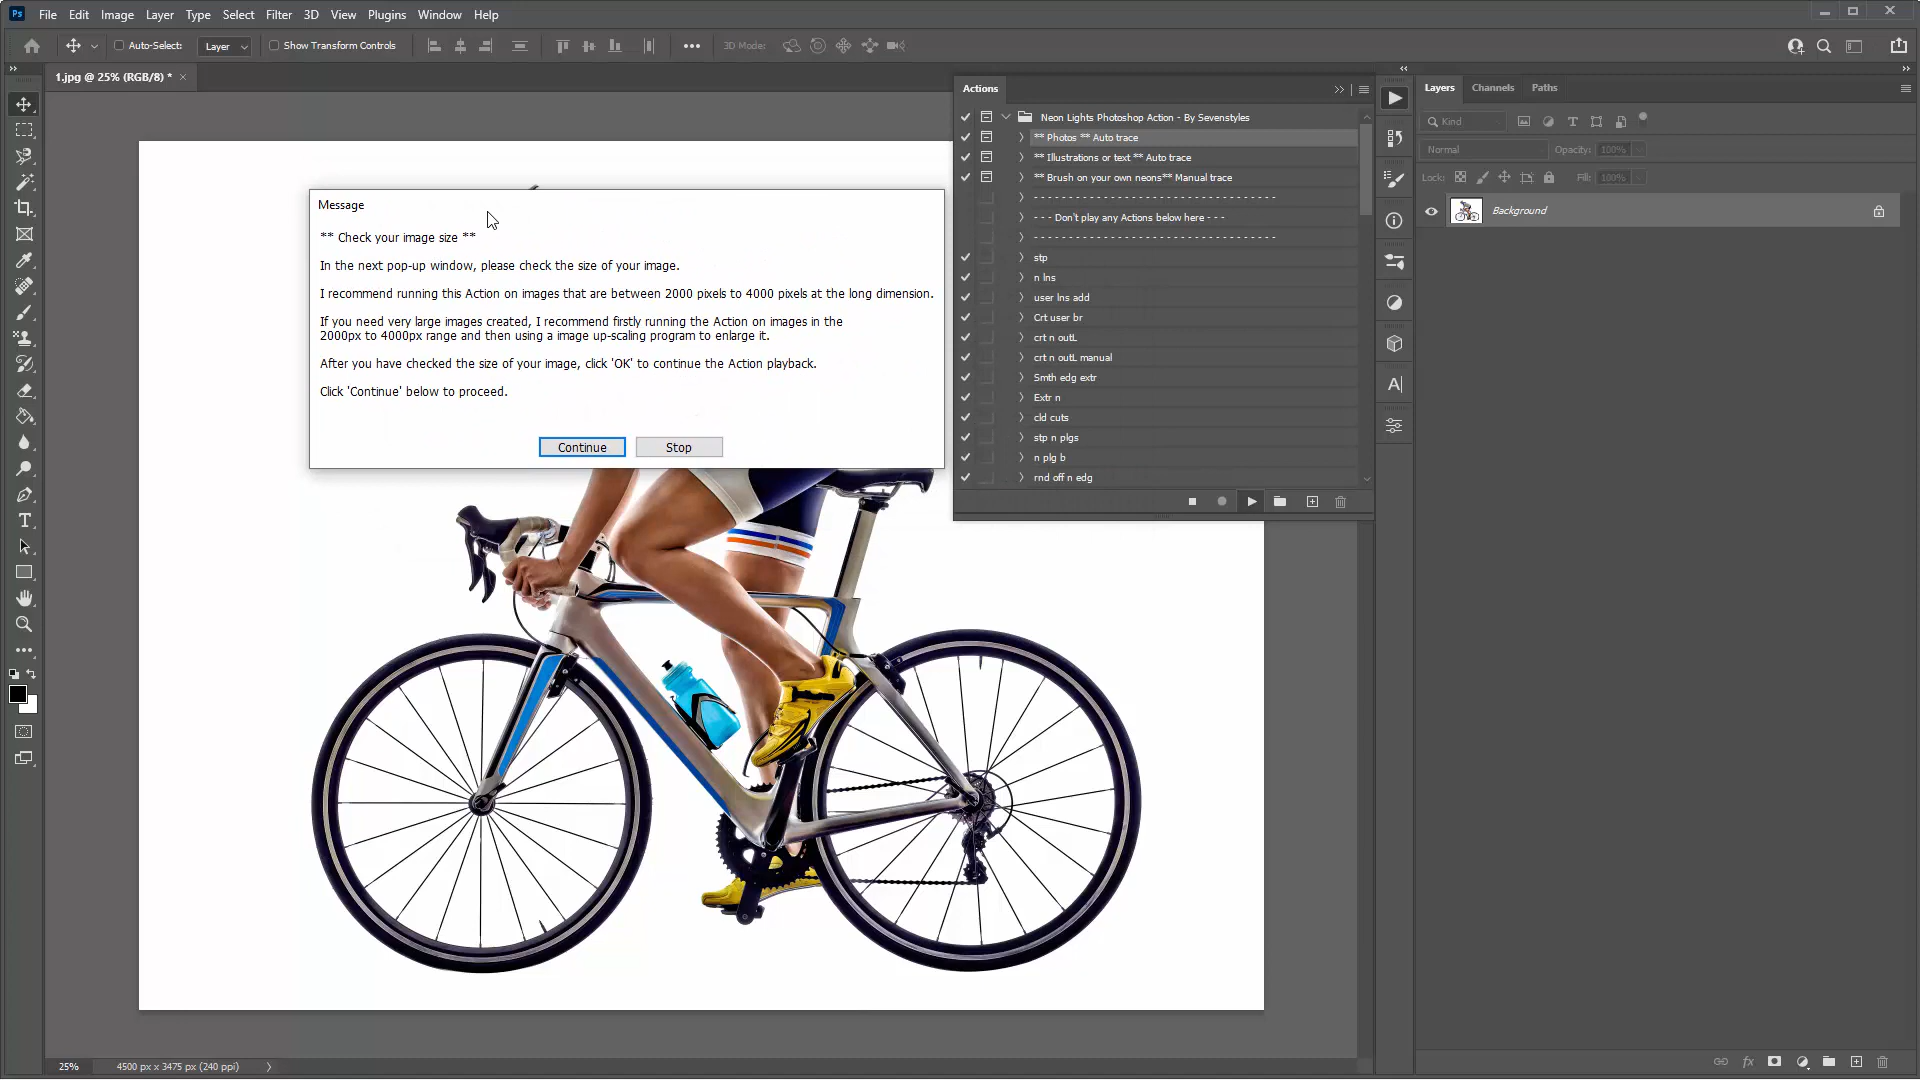 Ps File Edit Image Layer Type Select Filter 3D View Plugins Window Help
Auto-Select: Layer Show Transform Controls 3D Mode:
1.jpg @ 25% (RGB/8) *
Message
** Check your image size **
In the next pop-up window, please check the size of your image.
I recommend running this Action on images that are between 2000 pixels to 4000 pixels at the long dimension.
If you need very large images created, I recommend firstly running the Action on images in the
2000px to 4000px range and then using a image up-scaling program to enlarge it.
After you have checked the size of your image, click 'OK' to continue the Action playback.
Click 'Continue' below to proceed.
Continue Stop
Actions
Neon Lights Photoshop Action - By Sevenstyles
** Photos ** Auto trace
** Illustrations or text ** Auto trace
** Brush on your own neons** Manual trace
- - - - - - - - - - - - - - - - - - - - - - - - - - - - - - - - - -
- - - Don't play any Actions below here - - -
- - - - - - - - - - - - - - - - - - - - - - - - - - - - - - - - - -
stp
n lns
user lns add
Crt user br
crt n outL
crt n outL manual
Smth edg extr
Extr n
cld cuts
stp n plgs
n plg b
rnd off n edg
Layers Channels Paths
Kind
Normal Opacity: 100%
Lock: Fill: 100%
Background
25% 4500 px x 3475 px (240 ppi)